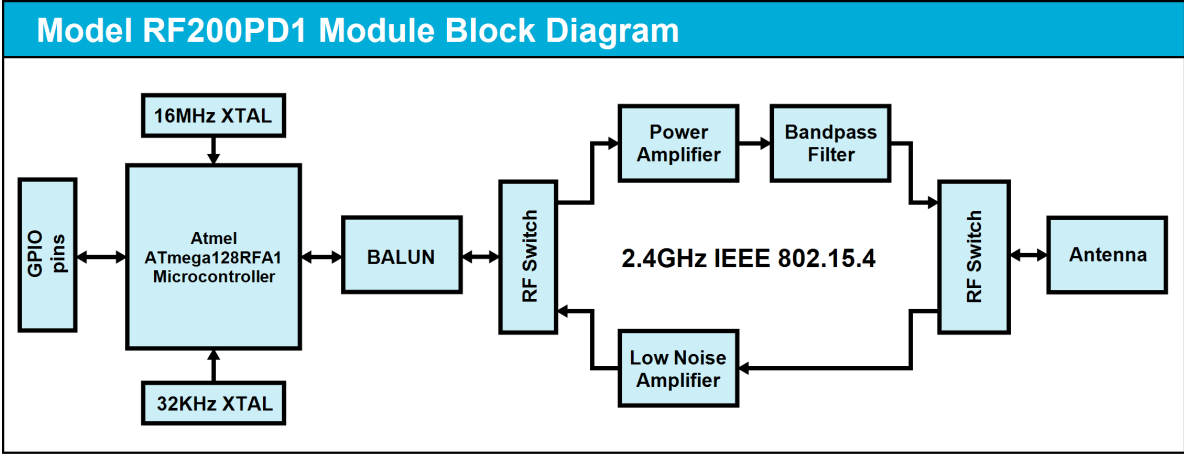 Model RF200PD1 Module Block Diagram
16MHz XTAL
GPIO
pins
Atmel
ATmega128RFA1
Microcontroller
32KHz XTAL
BALUN
RF Switch
Power
Amplifier
Bandpass
Filter
2.4GHz IEEE 802.15.4
Low Noise
Amplifier
RF Switch
Antenna